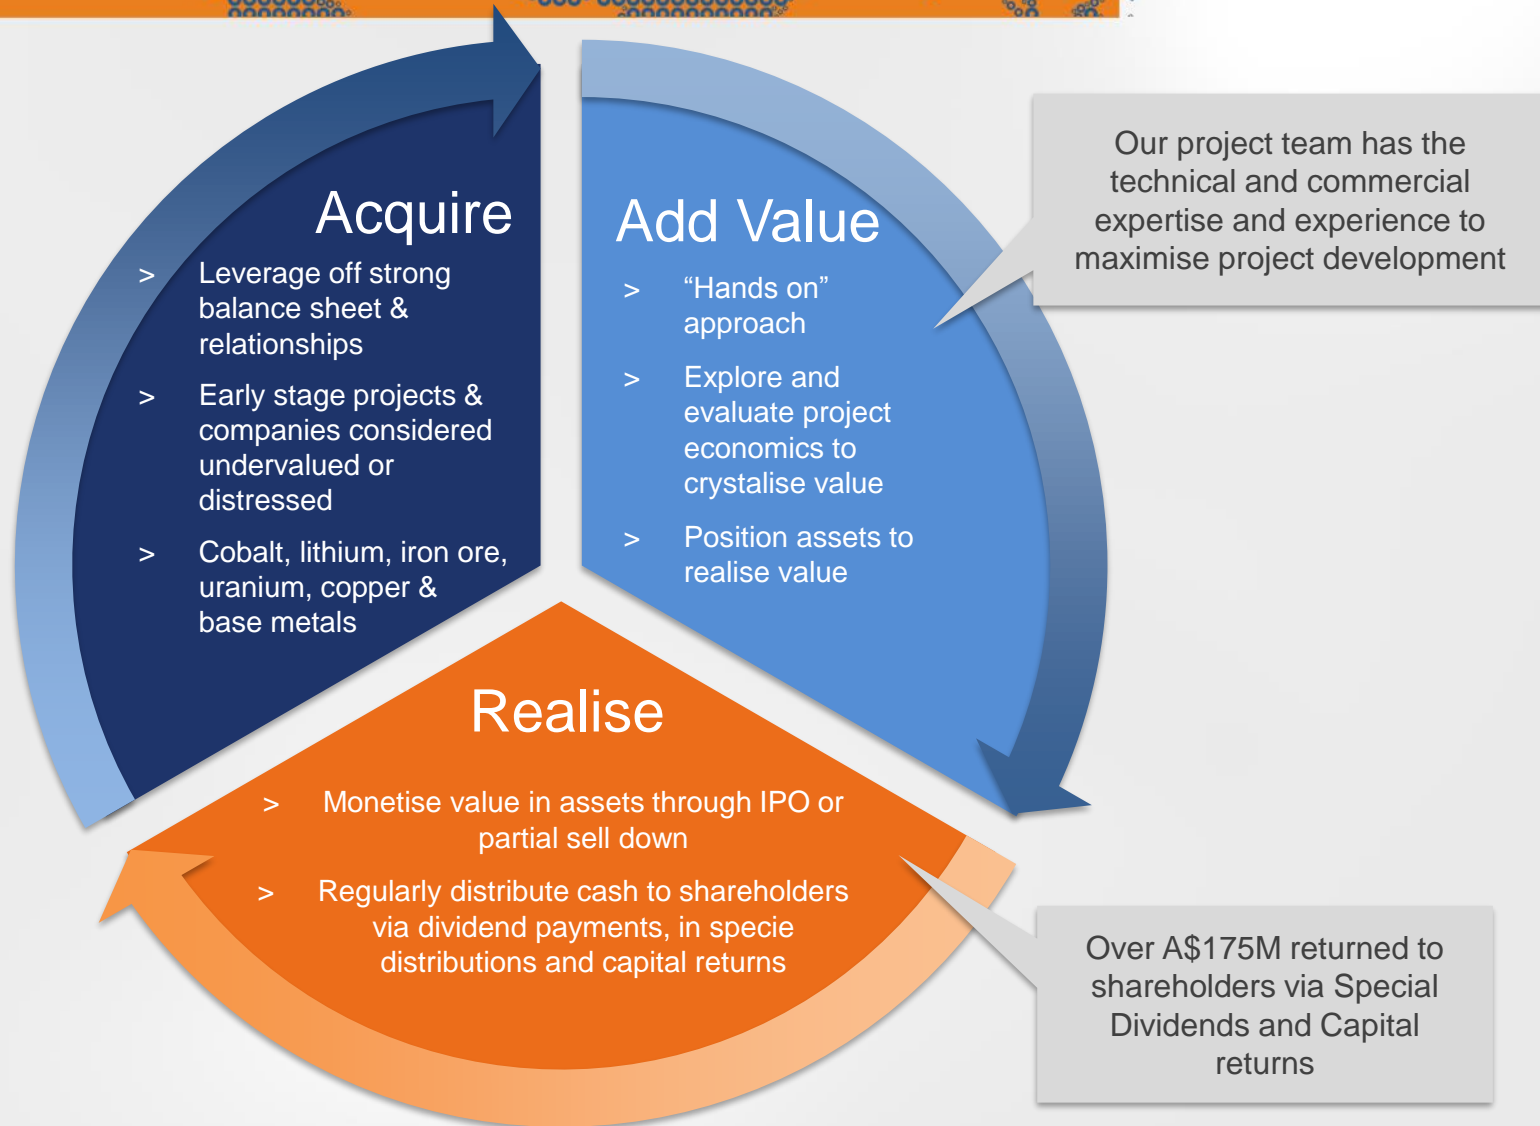 Acquire
> Leverage off strong
balance sheet &
relationships
> Early stage projects &
companies considered
undervalued or
distressed
> Cobalt, lithium, iron ore,
uranium, copper &
base metals
Add Value
> “Hands on”
approach
> Explore and
evaluate project
economics to
crystalise value
> Position assets to
realise value
Our project team has the
technical and commercial
expertise and experience to
maximise project development
Realise
> Monetise value in assets through IPO or
partial sell down
> Regularly distribute cash to shareholders
via dividend payments, in specie
distributions and capital returns
Over A$175M returned to
shareholders via Special
Dividends and Capital
returns